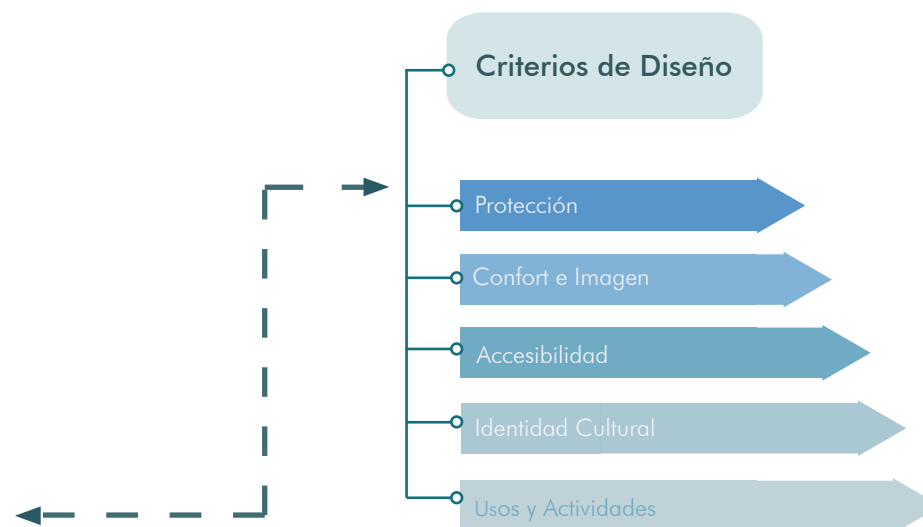 Criterios de Diseño
Protección
Confort e Imagen
Accesibilidad
Identidad Cultural
Usos y Actividades